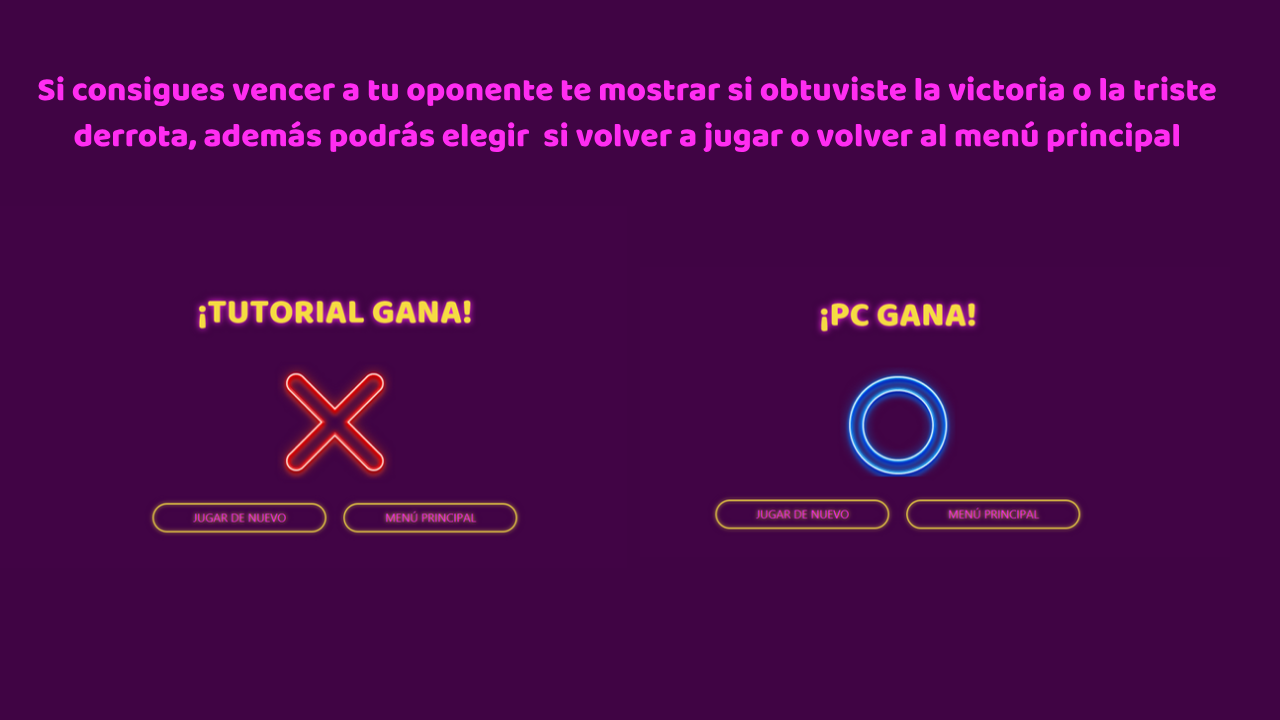 Si consigues vencer a tu oponente te mostrar si obtuviste la victoria o la triste
derrota, además podrás elegir  si volver a jugar o volver al menú principal
¡TUTORIAL GANA!
JUGAR DE NUEVO
MENÚ PRINCIPAL
¡PC GANA!
JUGAR DE NUEVO
MENÚ PRINCIPAL